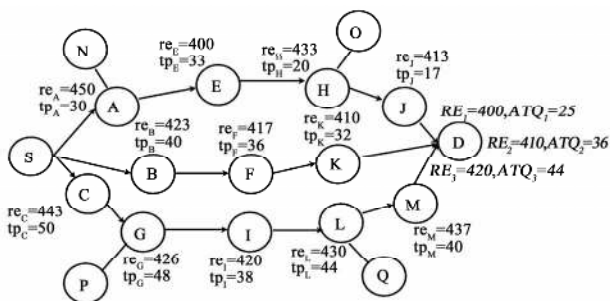 N
O
re_E=400
tp_E=33
re_H=433
tp_H=20
re_J=413
tp_J=17
re_A=450
tp_A=30
A
E
H
J
RE_1=400,ATQ_1=25
re_B=423
tp_B=40
re_F=417
tp_F=36
re_K=410
tp_K=32
D
RE_2=410,ATQ_2=36
S
B
F
K
RE_3=420,ATQ_3=44
C
M
re_C=443
tp_C=50
G
I
L
re_M=437
tp_M=40
P
re_G=426
tp_G=48
re_I=420
tp_I=38
re_L=430
tp_L=44
Q